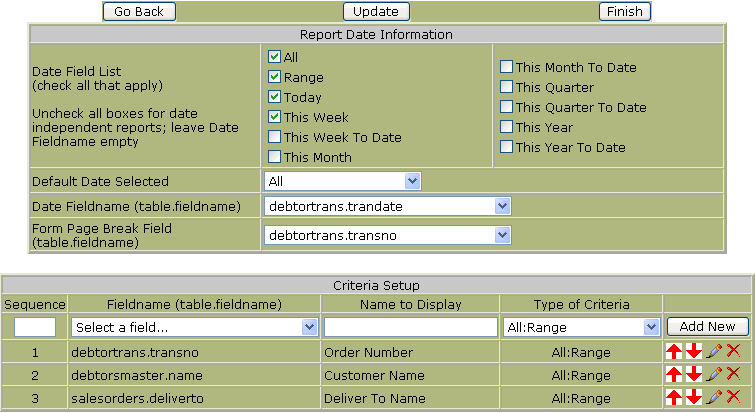 Go Back Update Finish
Report Date Information
Date Field List
(check all that apply)
Uncheck all boxes for date
independent reports; leave Date
Fieldname empty
All
Range
Today
This Week
This Week To Date
This Month
This Month To Date
This Quarter
This Quarter To Date
This Year
This Year To Date
Default Date Selected All
Date Fieldname (table.fieldname) debtortrans.trandate
Form Page Break Field
(table.fieldname)
debtortrans.transno
Criteria Setup
Sequence Fieldname (table.fieldname) Name to Display Type of Criteria
Select a field... All:Range Add New
1 debtortrans.transno Order Number All:Range
2 debtorsmaster.name Customer Name All:Range
3 salesorders.deliverto Deliver To Name All:Range